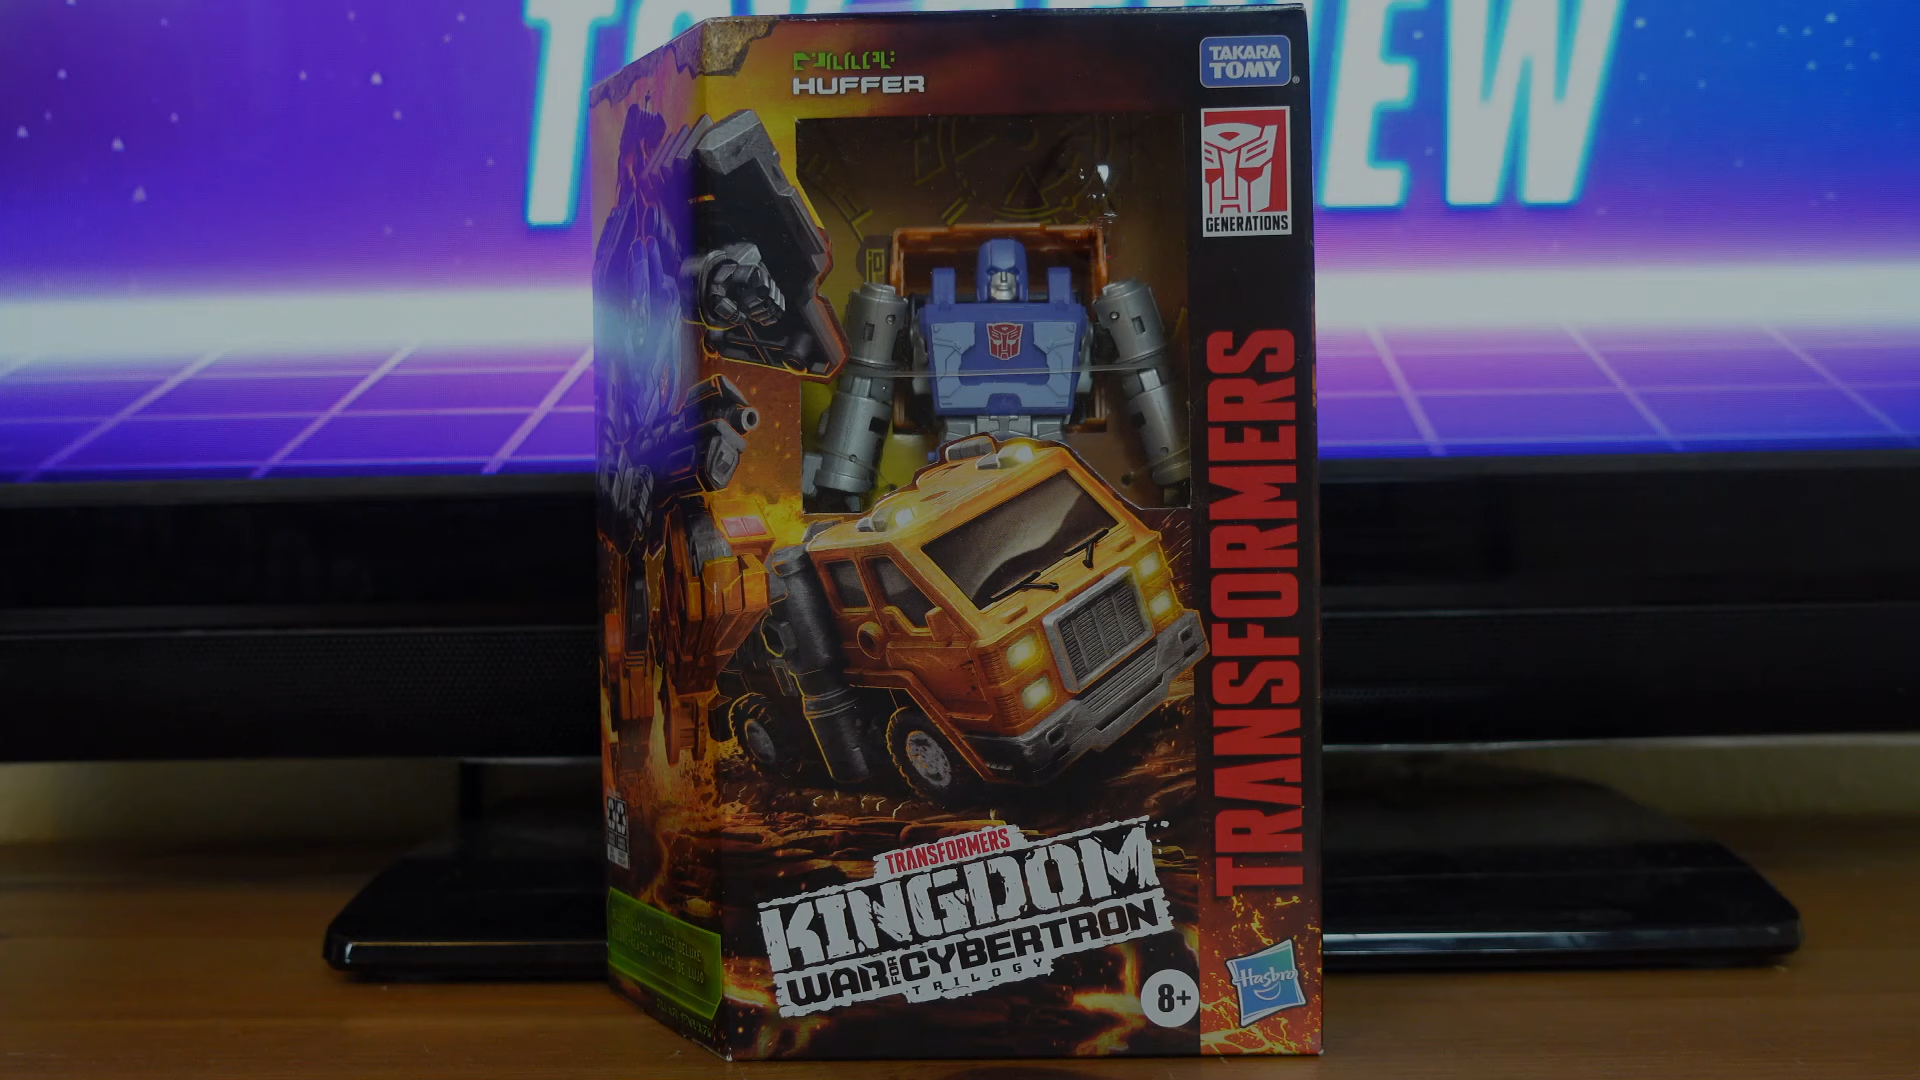 HUFFER
TAKARA
TOMY
GENERATIONS
TRANSFORMERS
TRANSFORMERS
KINGDOM
WAR FOR CYBERTRON
TRILOGY
8+
Hasbro